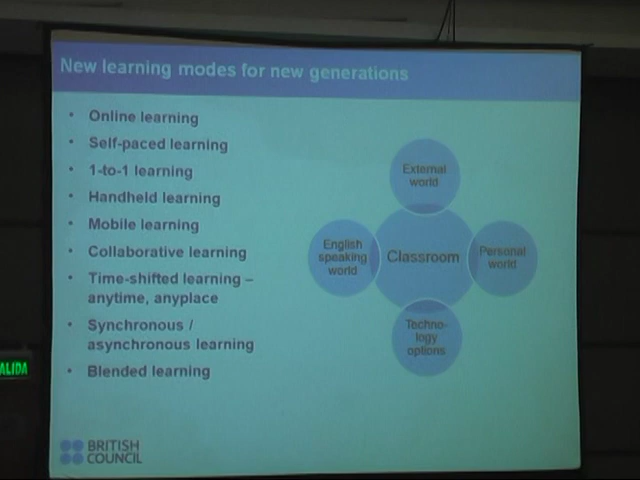 New learning modes for new generations
• Online learning
• Self-paced learning
• 1-to-1 learning
• Handheld learning
• Mobile learning
• Collaborative learning
• Time-shifted learning –
anytime, anyplace
• Synchronous /
asynchronous learning
• Blended learning
External
world
English
speaking
world
Classroom
Personal
world
Techno-
logy
options
BRITISH
COUNCIL
ALIDA